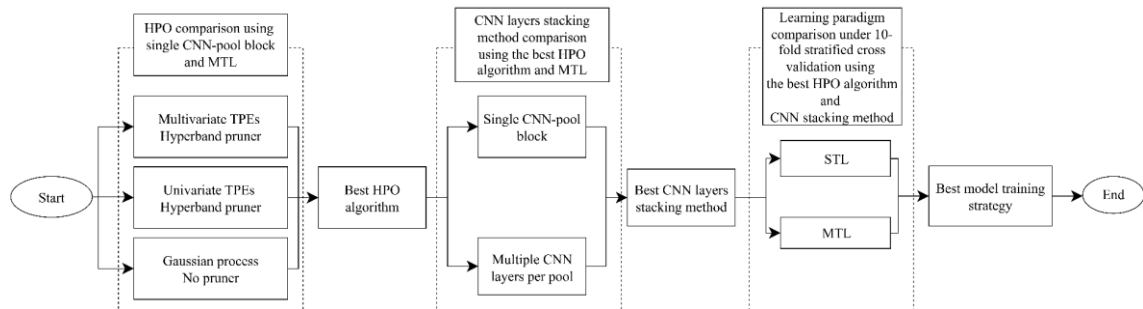 HPO comparison using
single CNN-pool block
and MTL
CNN layers stacking
method comparison
using the best HPO
algorithm and MTL
Learning paradigm
comparison under 10-
fold stratified cross
validation using
the best HPO algorithm
and
CNN stacking method
Start
Multivariate TPEs
Hyperband pruner
Univariate TPEs
Hyperband pruner
Gaussian process
No pruner
Best HPO
algorithm
Single CNN-pool
block
Multiple CNN
layers per pool
Best CNN layers
stacking method
STL
MTL
Best model training
strategy
End